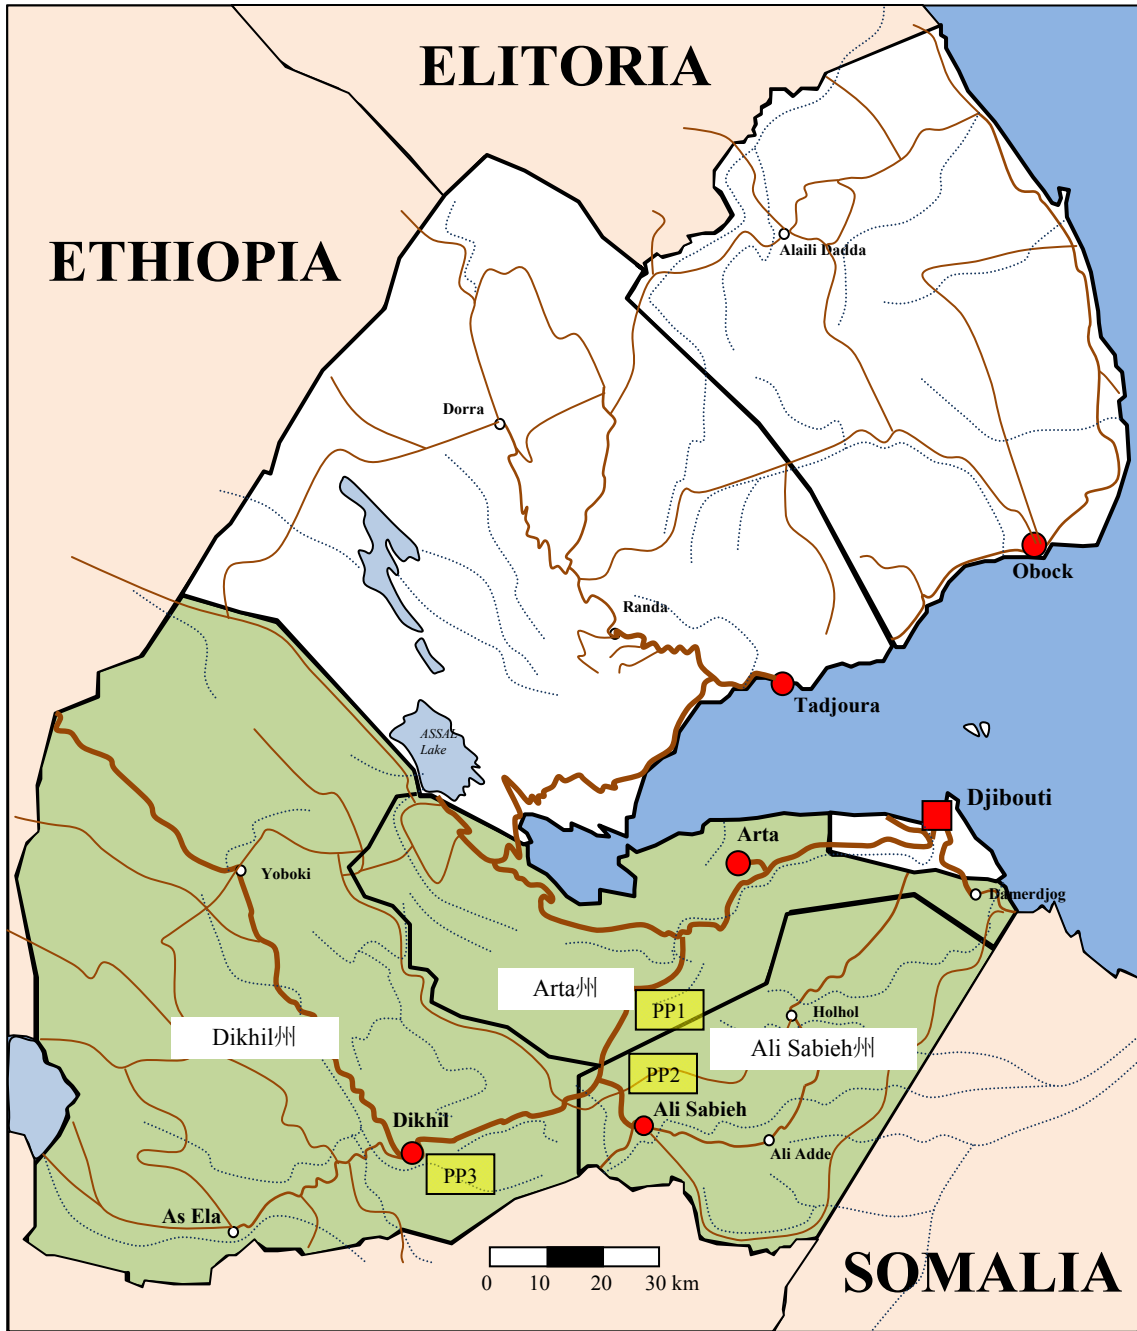 ELITORIA
ETHIOPIA
Alaili Dadda
Dorra
Obock
Randa
Tadjoura
ASSAL
Lake
Djibouti
Arta
Yoboki
Damerdjog
Arta州
PP1
Holhol
Dikhil州
Ali Sabieh州
PP2
Dikhil
Ali Sabieh
Ali Adde
PP3
As Ela
0 10 20 30 km
SOMALIA